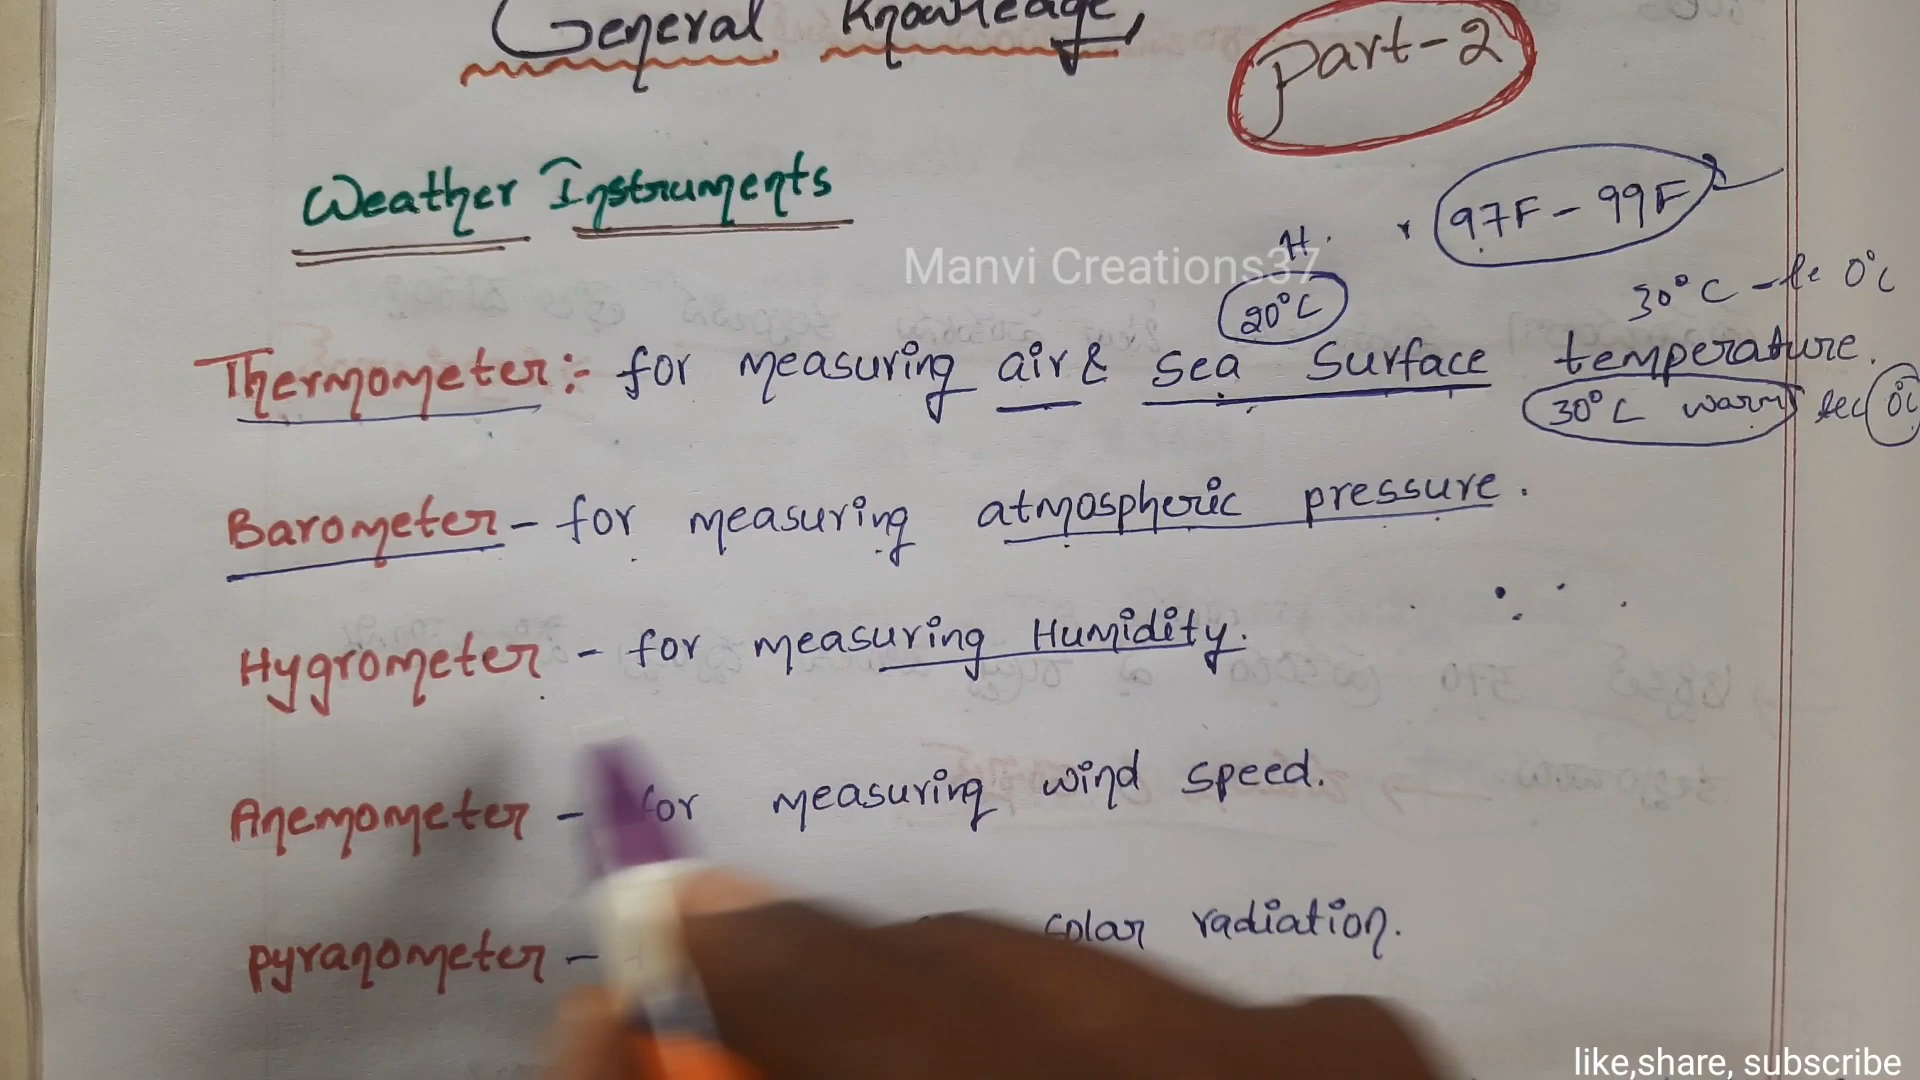 General Knowledge,
Part-2
Weather Instruments
97F - 99F
Manvi Creations37
H.
20°C
30°C - 0°C
Thermometer:- for measuring air & sea surface temperature.
30°C warm 0°C
Barometer - for measuring atmospheric pressure.
Hygrometer - for measuring Humidity.
Anemometer - for measuring wind speed.
pyranometer - solar radiation.
like,share, subscribe